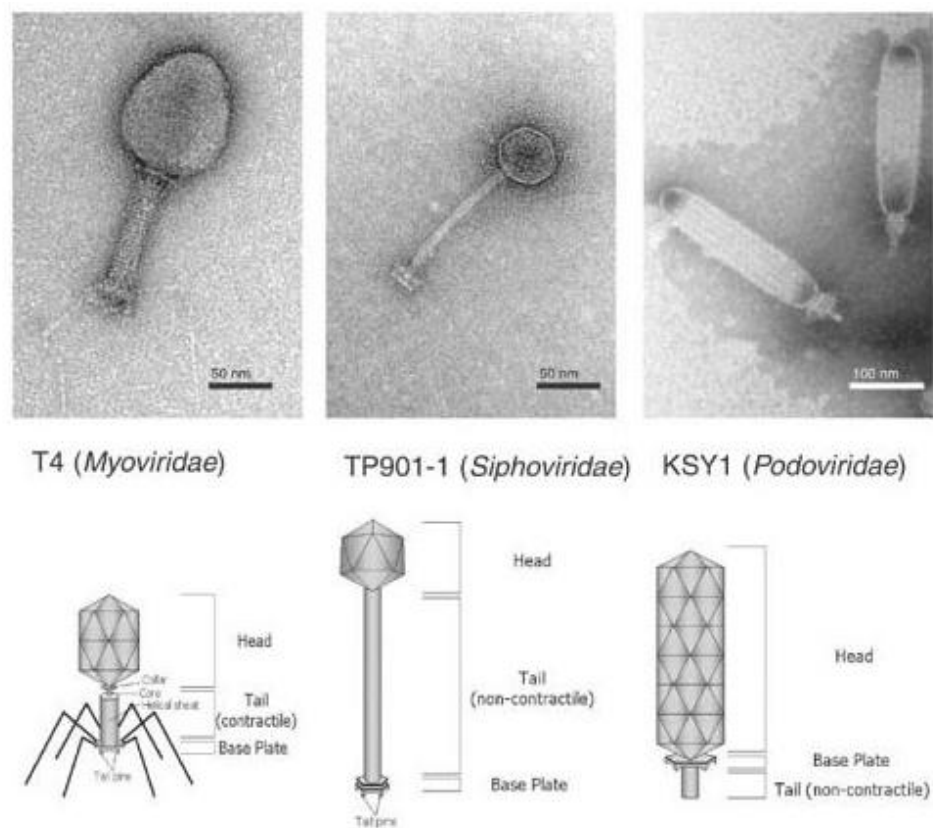 50 nm
50 nm
100 nm
T4 (Myoviridae)
TP901-1 (Siphoviridae)
KSY1 (Podoviridae)
Head
Collar
Core
Helical sheat
Tail
(contractile)
Base Plate
Tail pins
Head
Tail
(non-contractile)
Base Plate
Tail pins
Head
Base Plate
Tail (non-contractile)